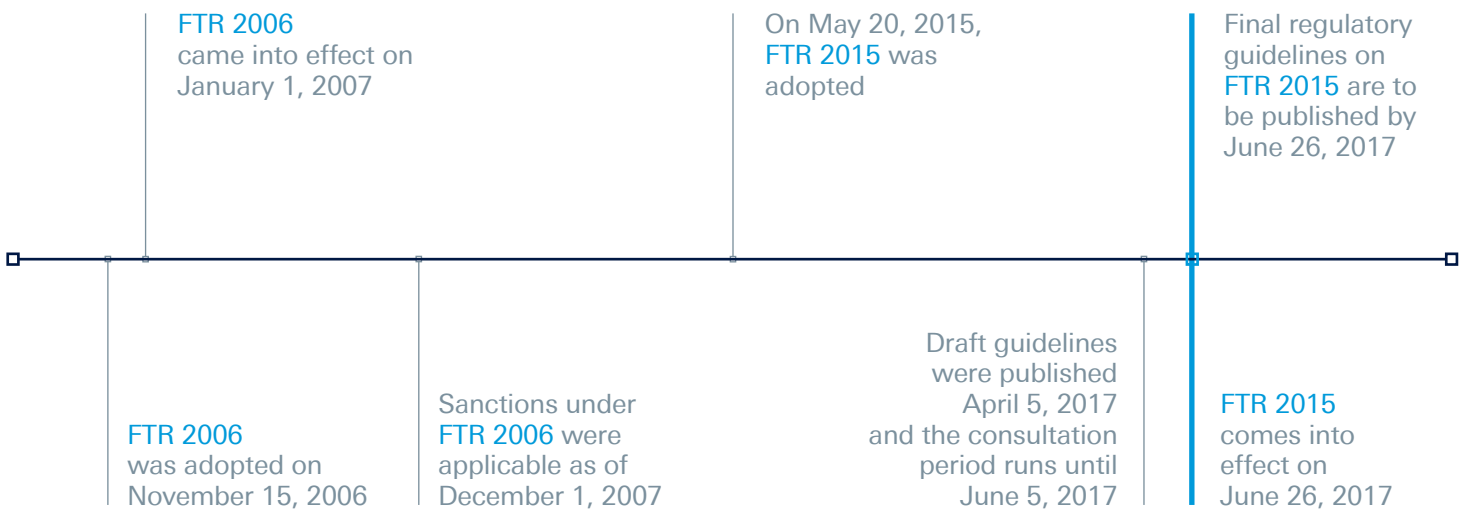 FTR 2006
came into effect on
January 1, 2007
On May 20, 2015,
FTR 2015 was
adopted
Final regulatory
guidelines on
FTR 2015 are to
be published by
June 26, 2017
FTR 2006
was adopted on
November 15, 2006
Sanctions under
FTR 2006 were
applicable as of
December 1, 2007
Draft guidelines
were published
April 5, 2017
and the consultation
period runs until
June 5, 2017
FTR 2015
comes into
effect on
June 26, 2017